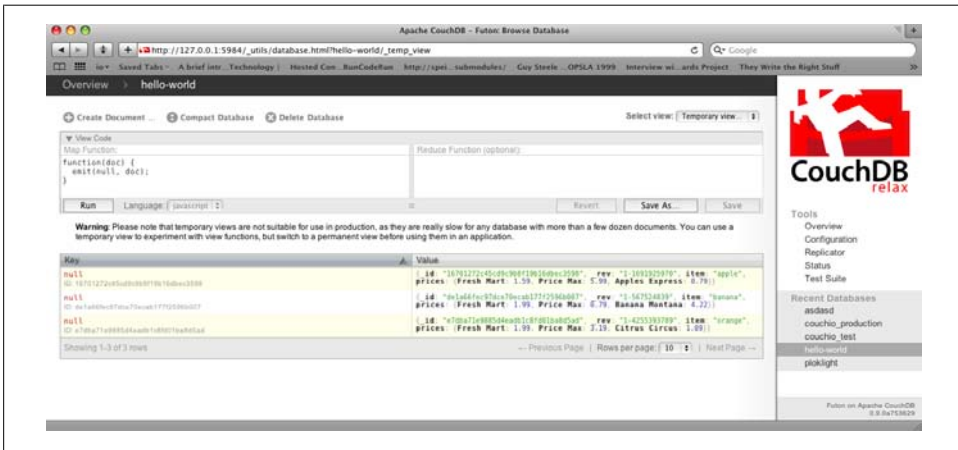 Apache CouchDB – Futon: Browse Database
http://127.0.0.1:5984/_utils/database.html?hello-world/_temp_view
Google
Saved Tabs A brief intr...Technology Hosted Con...RunCodeRun http://spei...submodules/ Guy Steele ...OPSLA 1999 Interview wi...ards Project They Write the Right Stuff
Overview hello-world
Create Document ... Compact Database Delete Database
Select view: Temporary view...
View Code
Map Function: Reduce Function (optional):
function(doc) {
emit(null, doc);
}
Run Language: javascript Revert Save As... Save
Warning: Please note that temporary views are not suitable for use in production, as they are really slow for any database with more than a few dozen documents. You can use a
temporary view to experiment with view functions, but switch to a permanent view before using them in an application.
Key Value
null
{_id: "16701272c45cd9c9b9f19616dbec3598", _rev: "1-1691925970", item: "apple",
prices: {Fresh Mart: 1.59, Price Max: 5.99, Apples Express: 0.79}}
null
_rev: "1-567524839", item: "banana",
prices: {Fresh Mart: 1.99, Price Max: 0.79, Banana Montana: 4.22}}
null
_rev: "1-4255393789", item: "orange",
prices: {Fresh Mart: 1.99, Price Max: 3.19, Citrus Circus: 1.09}}
Showing 1-3 of 3 rows ← Previous Page | Rows per page: 10 | Next Page →
CouchDB
relax
Tools
Overview
Configuration
Replicator
Status
Test Suite
Recent Databases
asdasd
couchio_production
couchio_test
hello-world
ploklight
Futon on Apache CouchDB
0.9.0a753629